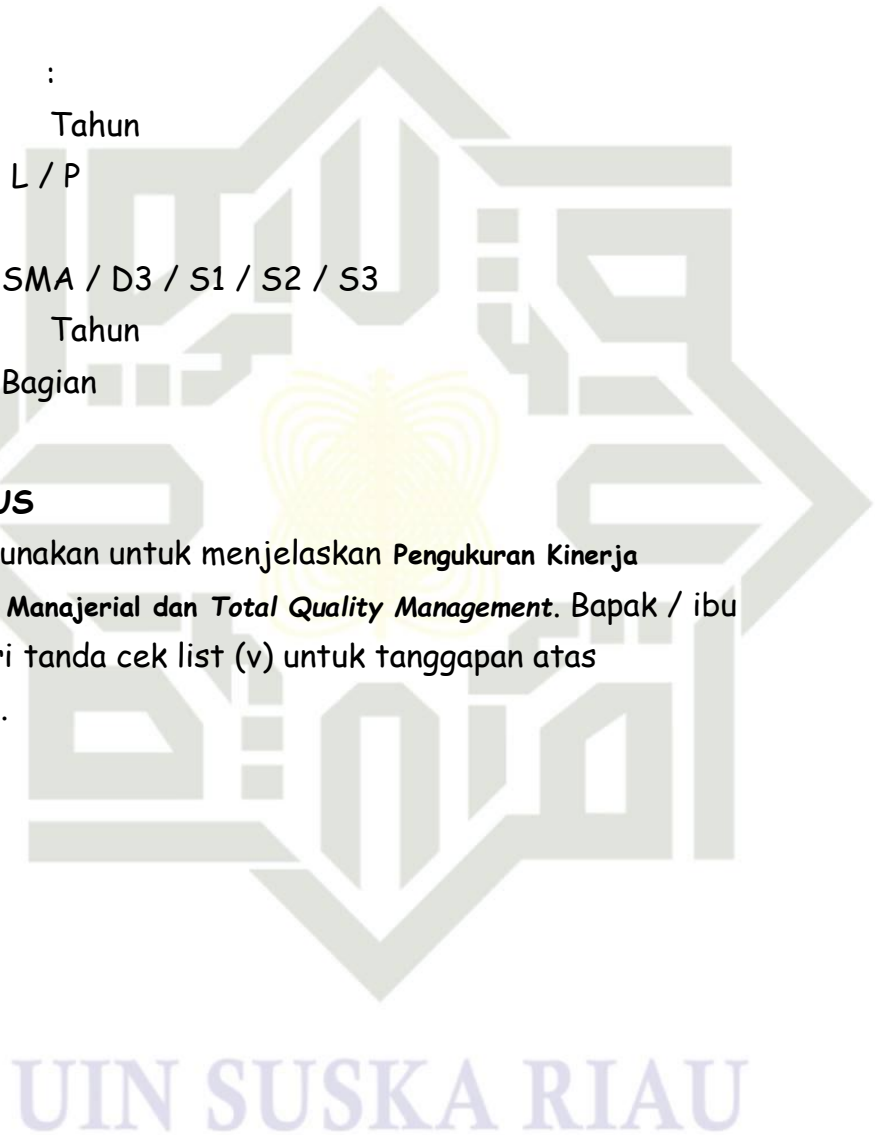 :
Tahun
L / P
SMA / D3 / S1 / S2 / S3
Tahun
Bagian
US
unakan untuk menjelaskan Pengukuran Kinerja
Manajerial dan Total Quality Management. Bapak / ibu
ri tanda cek list (v) untuk tanggapan atas
.
UIN SUSKA RIAU